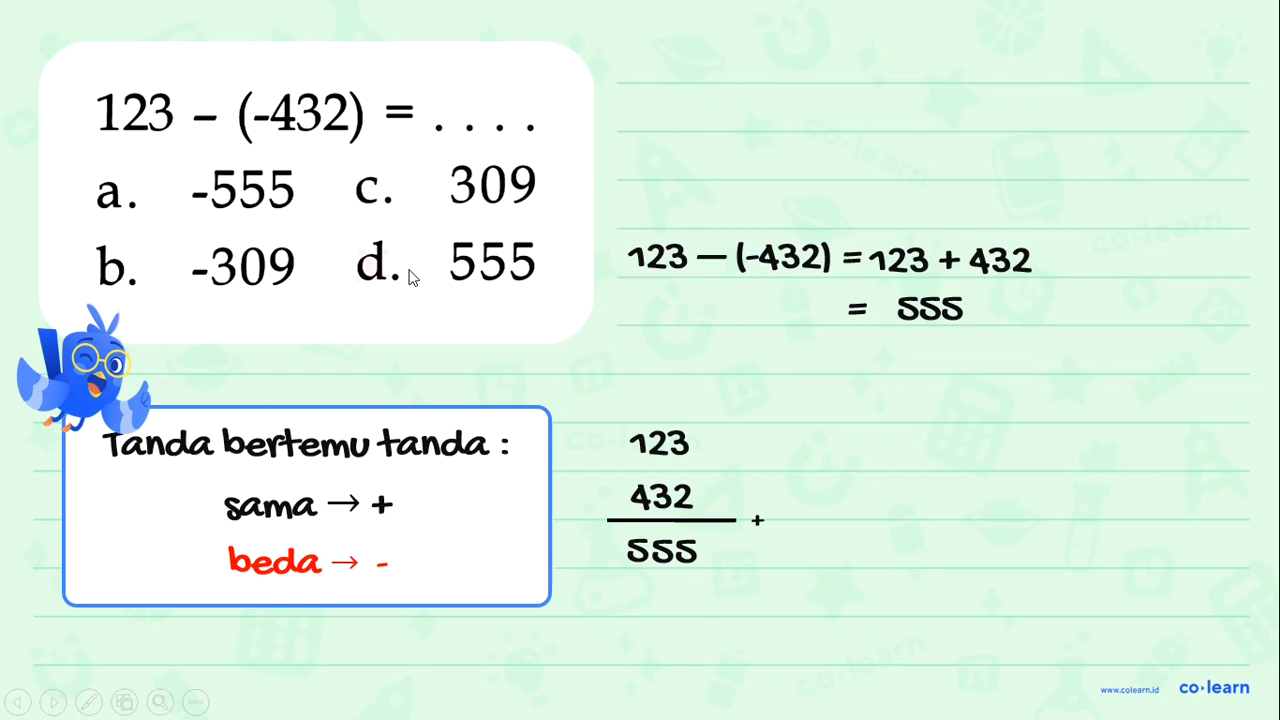 123 – (-432) = . . . .
a. -555 c. 309
b. -309 d. 555
123 — (-432) = 123 + 432
= 555
Tanda bertemu tanda :
sama → +
beda → -
123
432
+
555
www.colearn.id co·learn